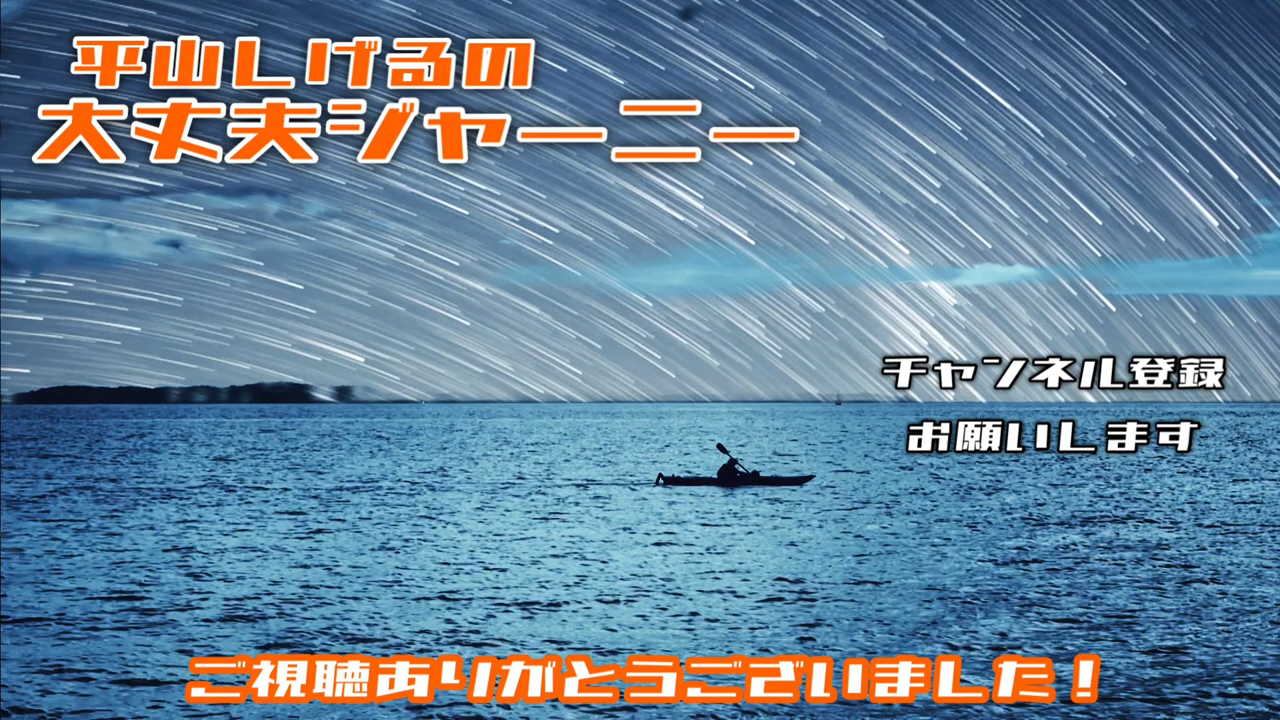 平山しげるの
大丈夫ジャーニー
チャンネル登録
お願いします
ご視聴ありがとうございました！